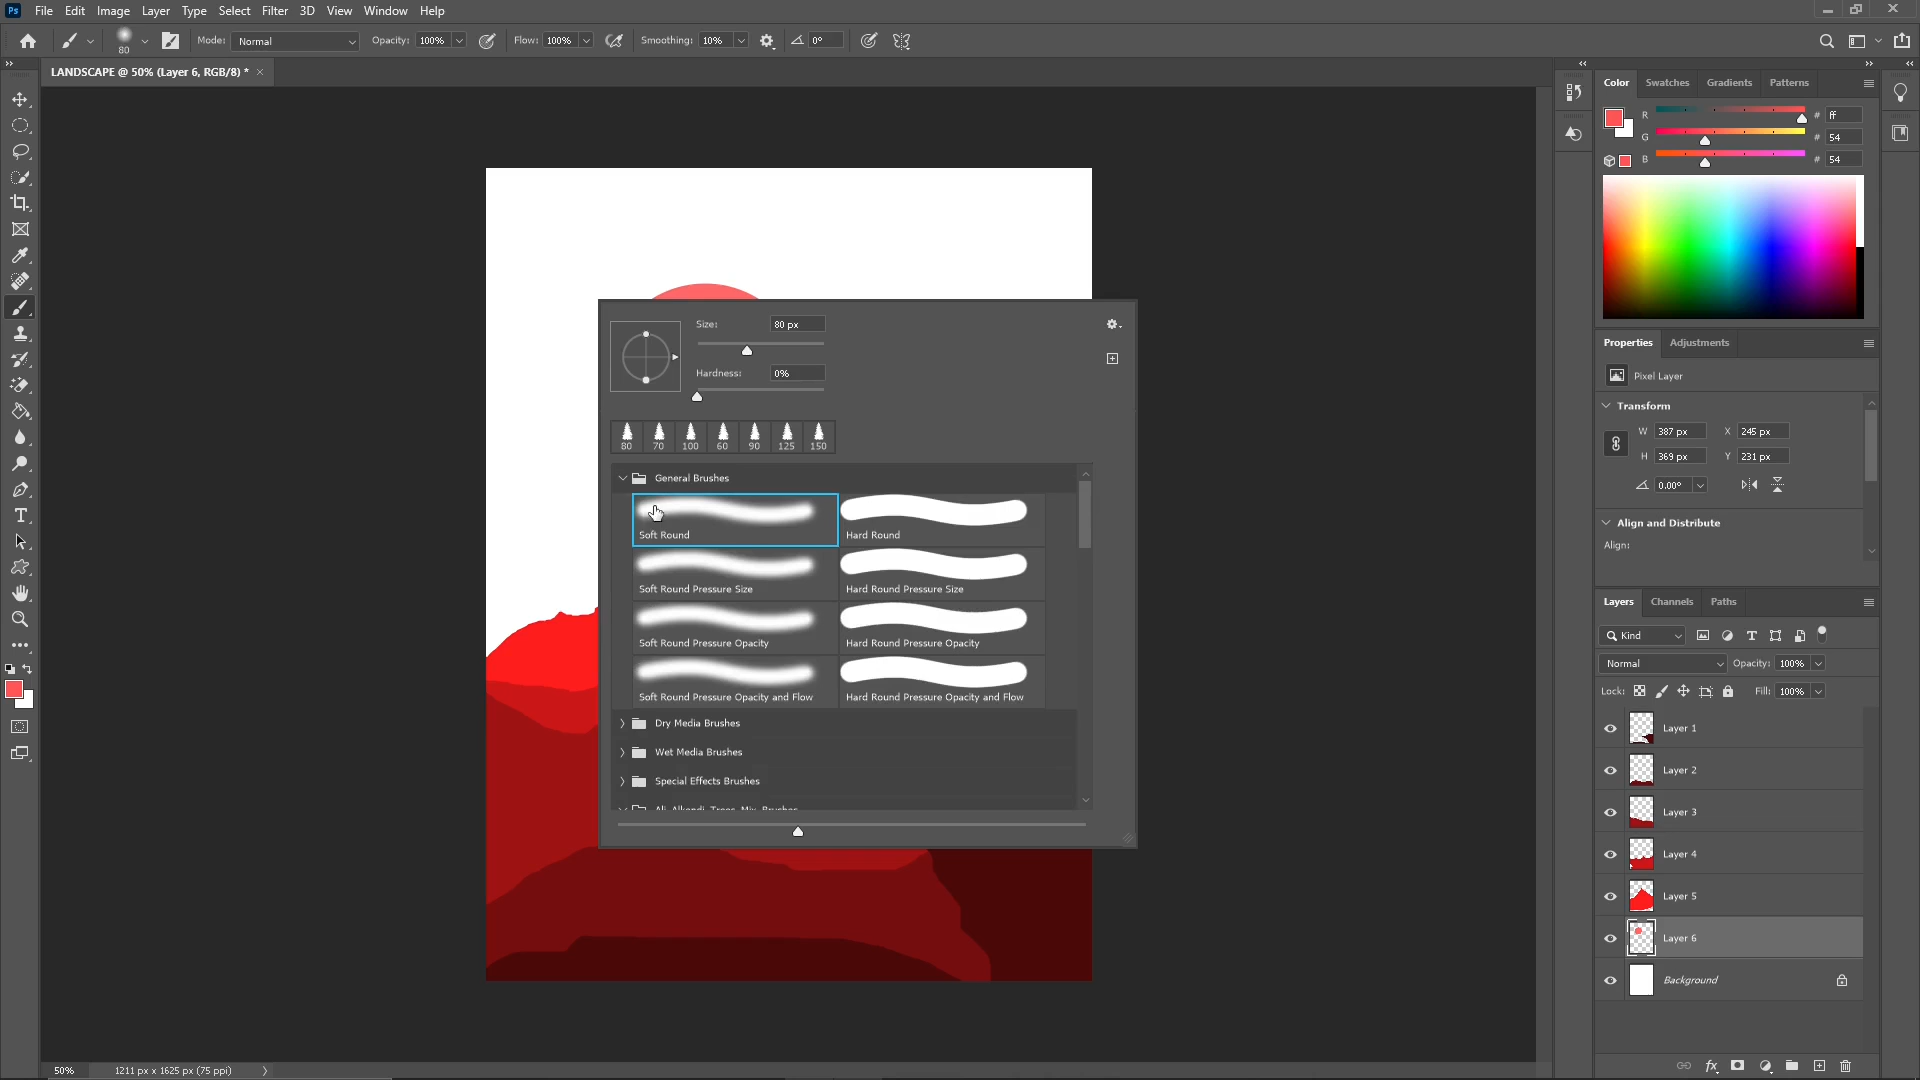 Ps File Edit Image Layer Type Select Filter 3D View Window Help
80 Mode: Normal Opacity: 100% Flow: 100% Smoothing: 10% 0°
LANDSCAPE @ 50% (Layer 6, RGB/8) * ×
Color Swatches Gradients Patterns
R # ff
G # 54
B # 54
Size: 80 px
Hardness: 0%
80 70 100 60 90 125 150
General Brushes
Soft Round Hard Round
Soft Round Pressure Size Hard Round Pressure Size
Soft Round Pressure Opacity Hard Round Pressure Opacity
Soft Round Pressure Opacity and Flow Hard Round Pressure Opacity and Flow
Dry Media Brushes
Wet Media Brushes
Special Effects Brushes
Properties Adjustments
Pixel Layer
Transform
W 387 px X 245 px
H 369 px Y 231 px
0.00°
Align and Distribute
Align:
Layers Channels Paths
Kind
Normal Opacity: 100%
Lock: Fill: 100%
Layer 1
Layer 2
Layer 3
Layer 4
Layer 5
Layer 6
Background
fx
50% 1211 px x 1625 px (75 ppi)